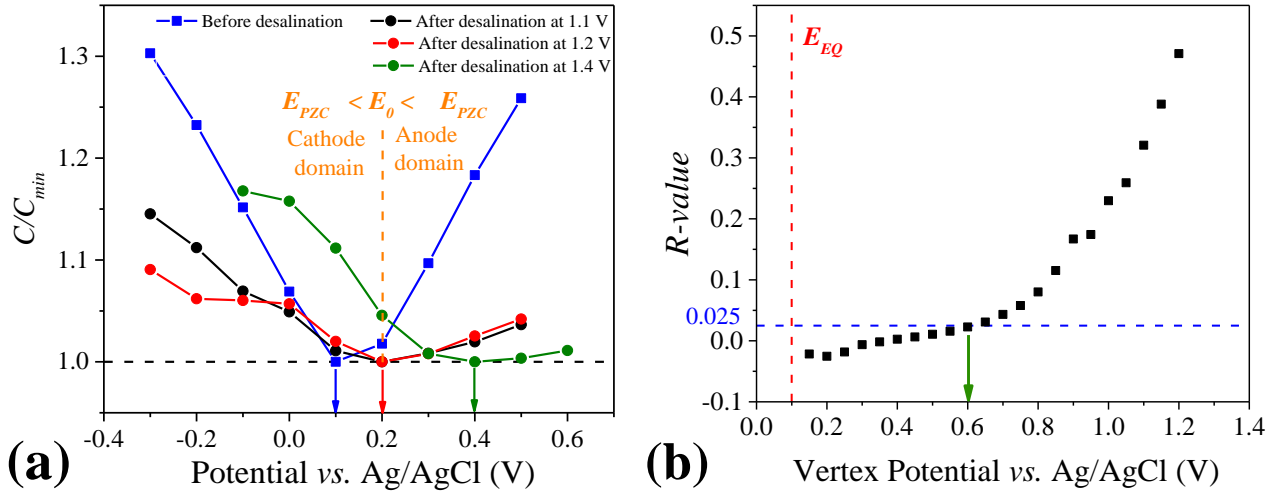 Before desalination
After desalination at 1.1 V
After desalination at 1.2 V
After desalination at 1.4 V
E_PZC < E_0 < E_PZC
Cathode domain
Anode domain
C/C_min
1.3
1.2
1.1
1.0
-0.4 -0.2 0.0 0.2 0.4 0.6
Potential vs. Ag/AgCl (V)
(a)
E_EQ
R-value
0.5
0.4
0.3
0.2
0.1
0.025
0.0
-0.1
0.0 0.2 0.4 0.6 0.8 1.0 1.2 1.4
Vertex Potential vs. Ag/AgCl (V)
(b)